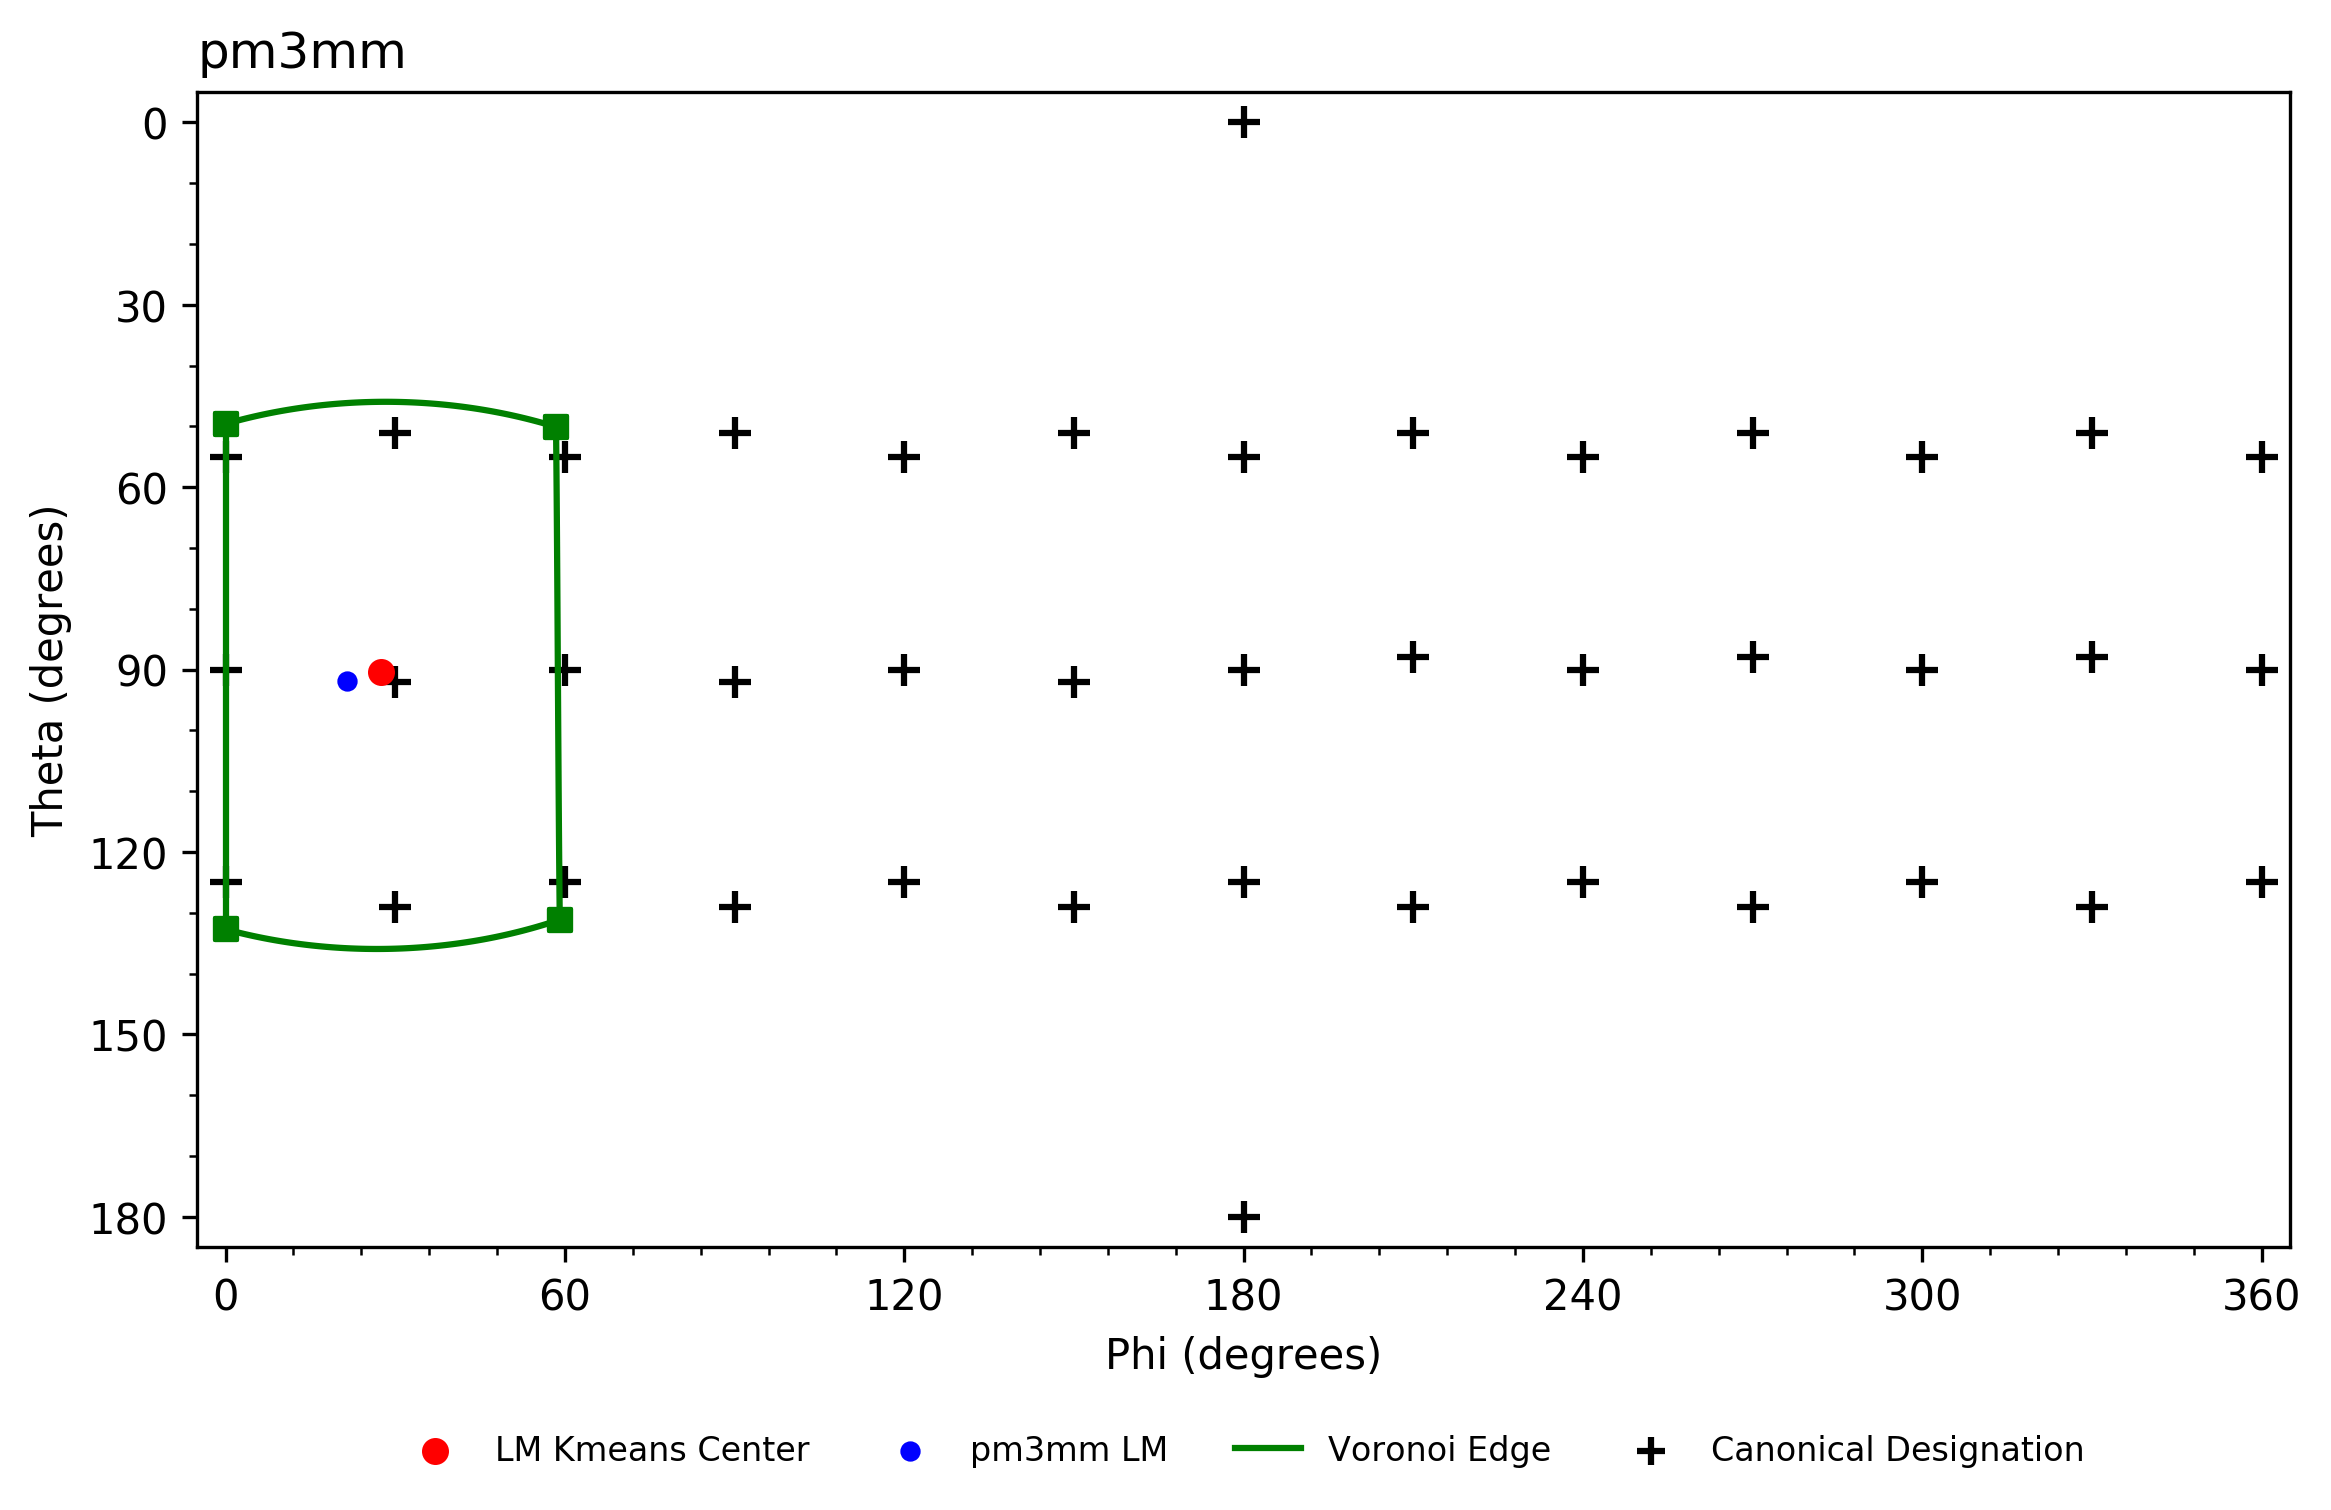 pm3mm
0
30
60
90
120
150
180
Theta (degrees)
0 60 120 180 240 300 360
Phi (degrees)
LM Kmeans Center pm3mm LM Voronoi Edge Canonical Designation